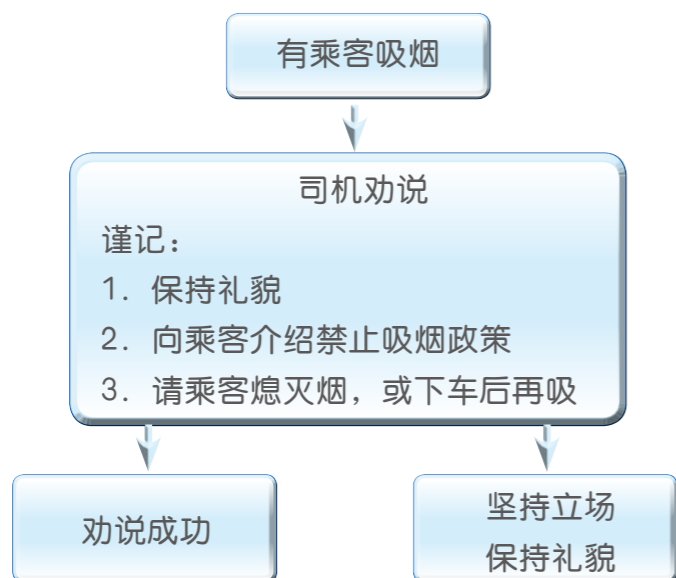 有乘客吸烟
司机劝说
谨记：
1. 保持礼貌
2. 向乘客介绍禁止吸烟政策
3. 请乘客熄灭烟，或下车后再吸
劝说成功
坚持立场
保持礼貌